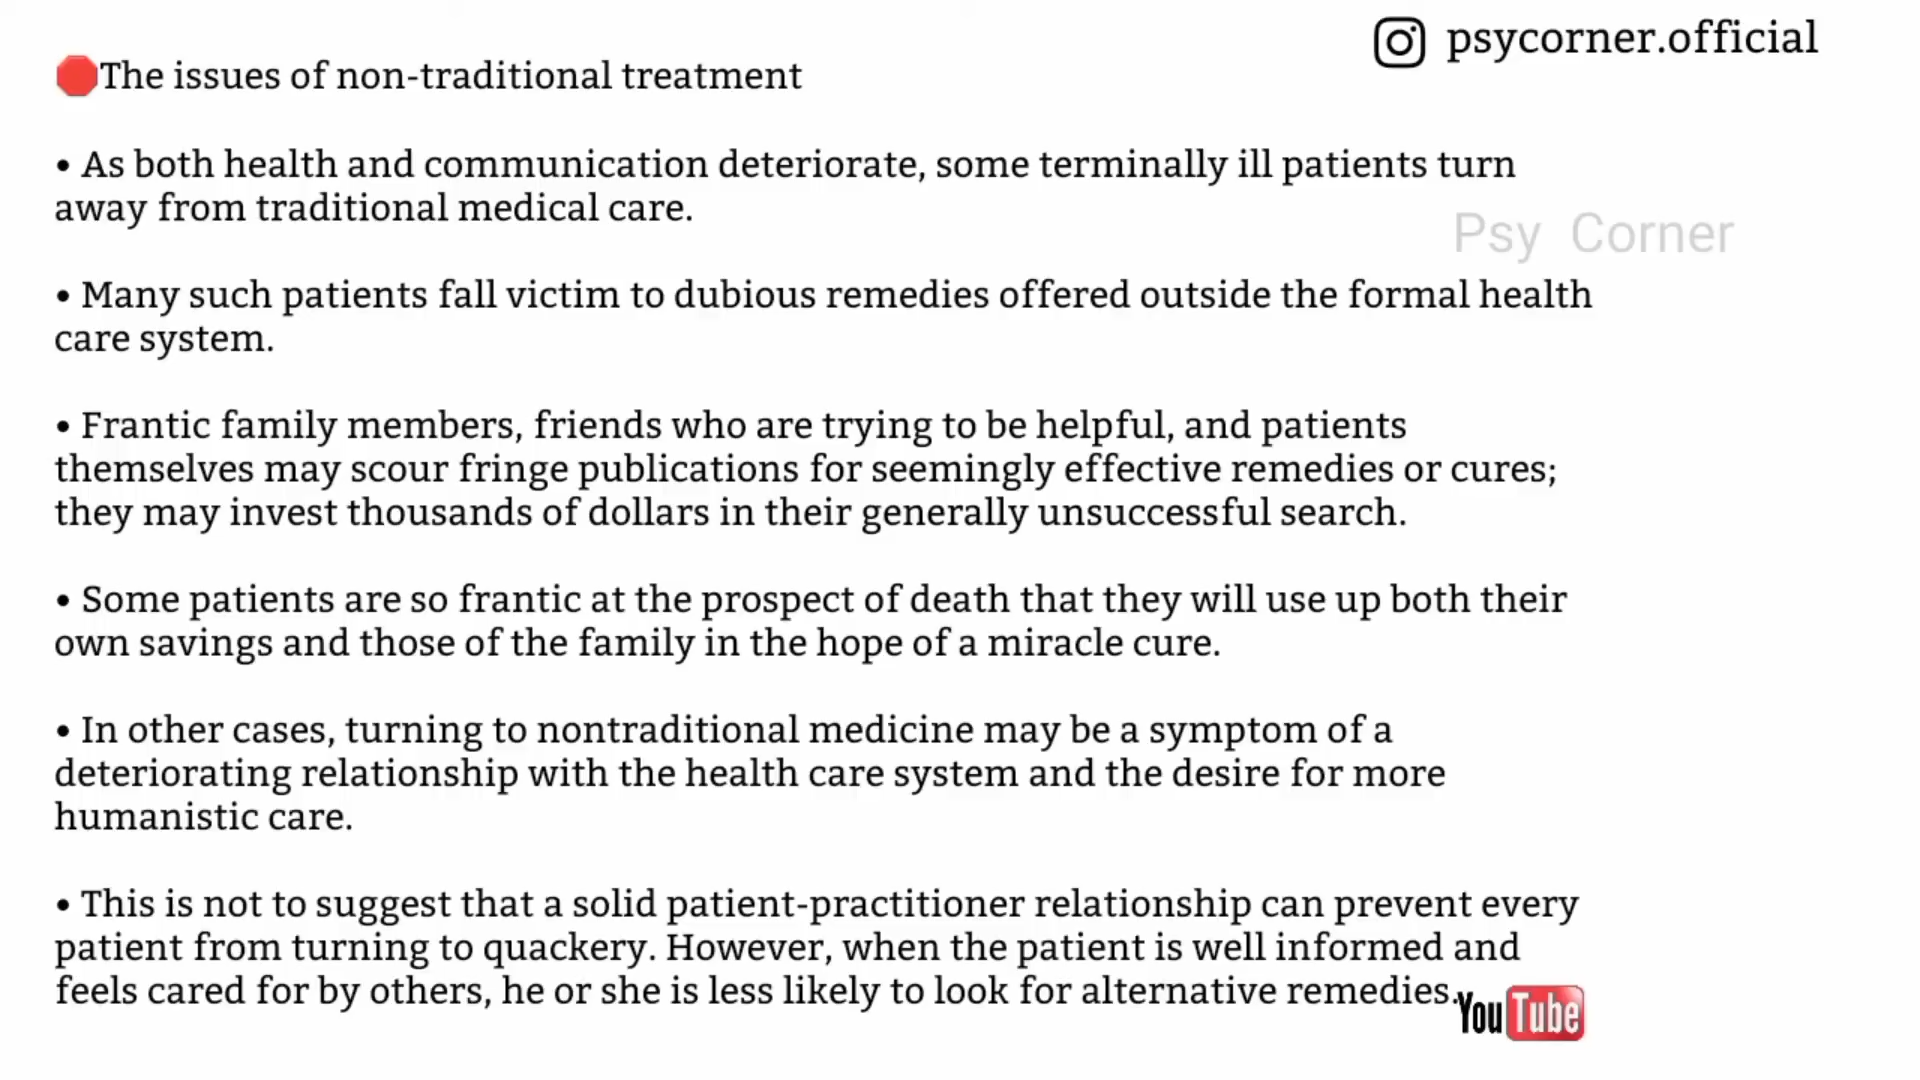 psycorner.official
🛑The issues of non-traditional treatment
• As both health and communication deteriorate, some terminally ill patients turn
away from traditional medical care.
Psy Corner
• Many such patients fall victim to dubious remedies offered outside the formal health
care system.
• Frantic family members, friends who are trying to be helpful, and patients
themselves may scour fringe publications for seemingly effective remedies or cures;
they may invest thousands of dollars in their generally unsuccessful search.
• Some patients are so frantic at the prospect of death that they will use up both their
own savings and those of the family in the hope of a miracle cure.
• In other cases, turning to nontraditional medicine may be a symptom of a
deteriorating relationship with the health care system and the desire for more
humanistic care.
• This is not to suggest that a solid patient-practitioner relationship can prevent every
patient from turning to quackery. However, when the patient is well informed and
feels cared for by others, he or she is less likely to look for alternative remedies.
YouTube